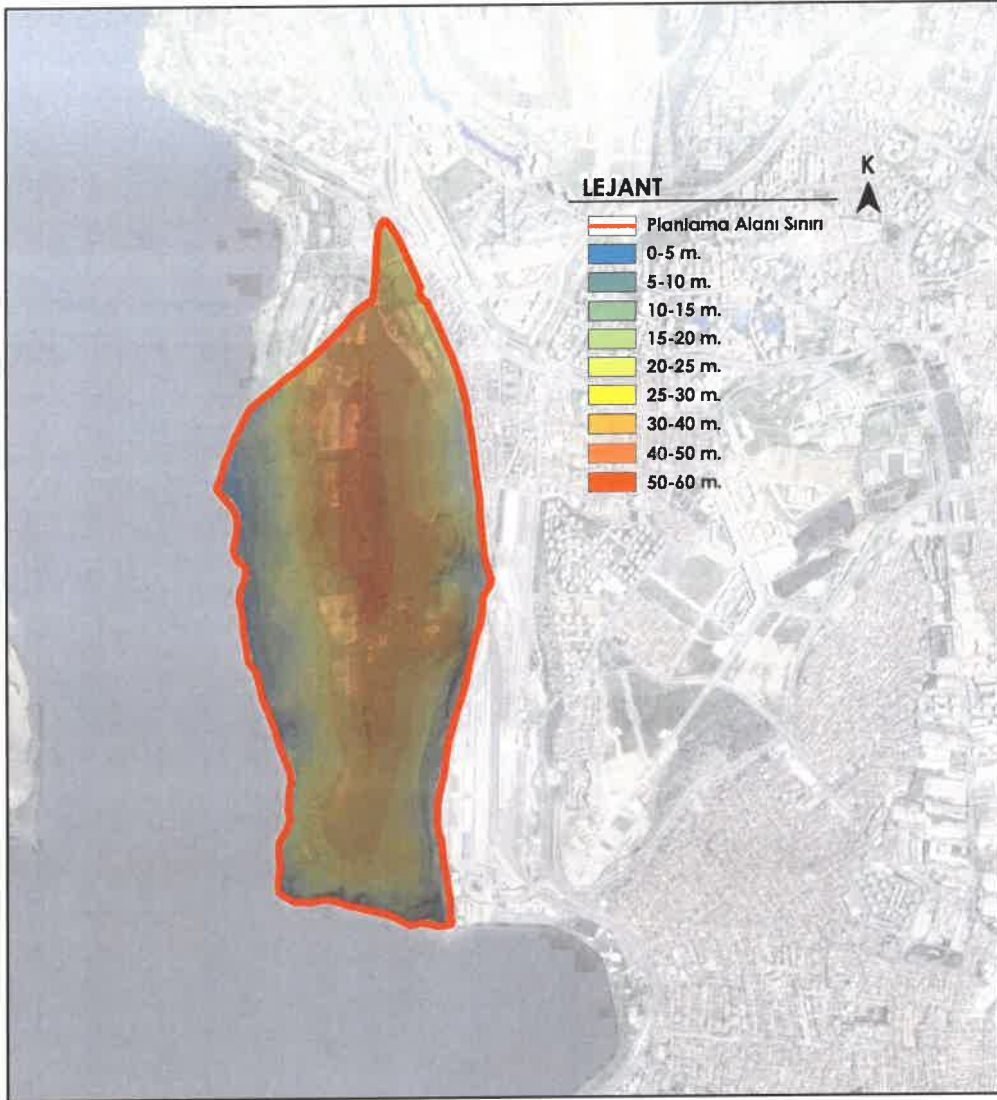 K
LEJANT
Planlama Alanı Sınırı
0-5 m.
5-10 m.
10-15 m.
15-20 m.
20-25 m.
25-30 m.
30-40 m.
40-50 m.
50-60 m.